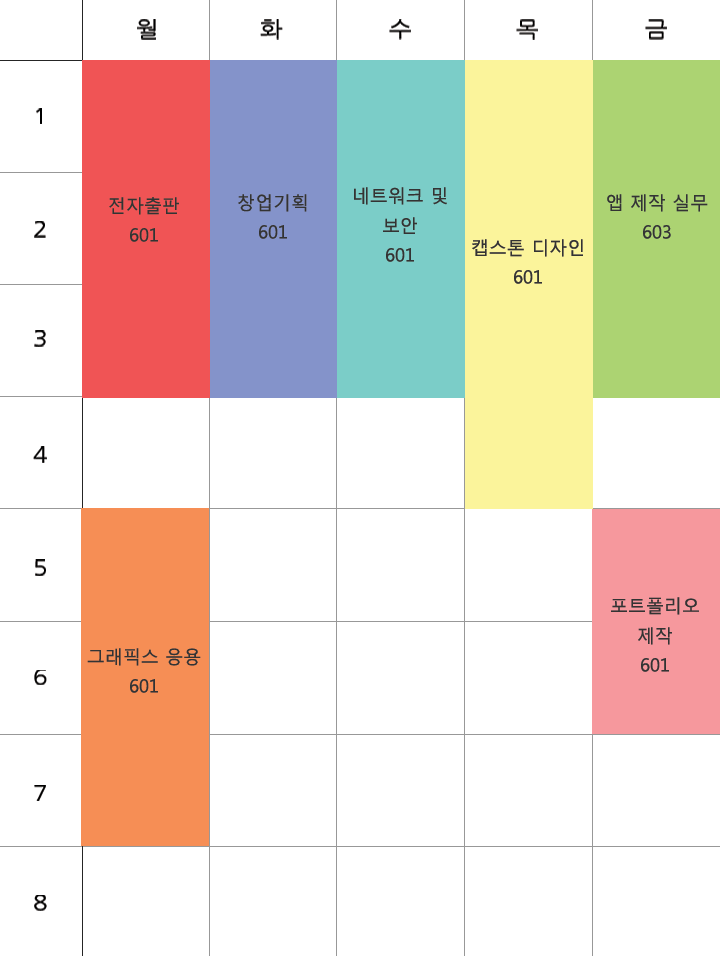 월 화 수 목 금
1
2
3
4
5
6
7
8
전자출판
601
창업기획
601
네트워크 및
보안
601
캡스톤 디자인
601
앱 제작 실무
603
그래픽스 응용
601
포트폴리오
제작
601